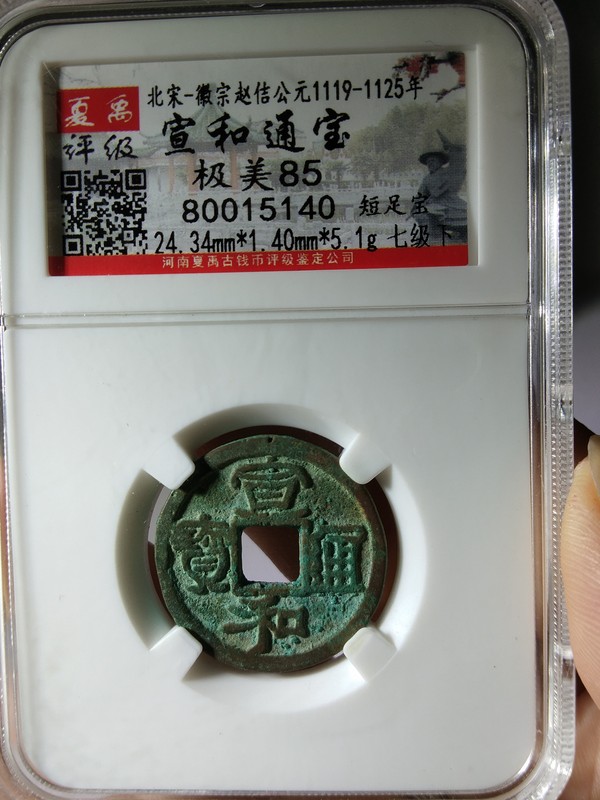 北宋-徽宗赵佶公元1119-1125年
夏禹
评级
宣和通宝
极美85
80015140 短足宝
24.34mm*1.40mm*5.1g 七级下
河南夏禹古钱币评级鉴定公司
宣
和
通
寶